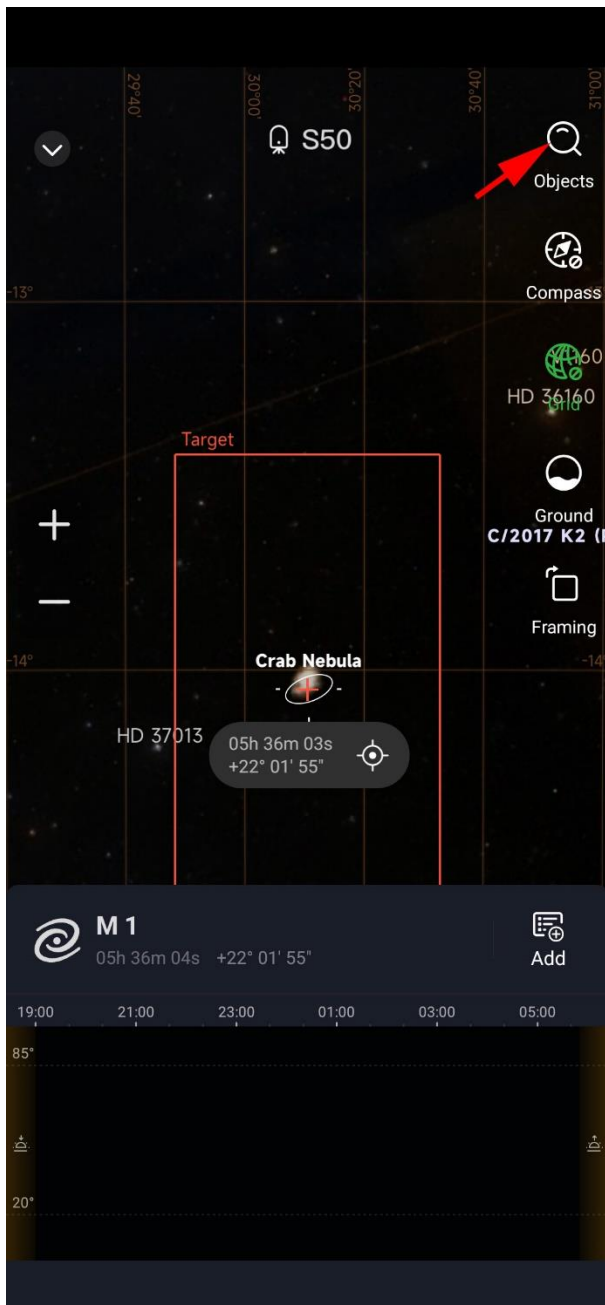 29°40'
30°00'
30°20'
30°40'
31°00'
S50
Objects
-13°
Compass
HD 36160
Grid
Target
Ground
C/2017 K2
Framing
-14°
-14
Crab Nebula
HD 37013
05h 36m 03s
+22° 01' 55"
M 1
05h 36m 04s +22° 01' 55"
Add
19:00 21:00 23:00 01:00 03:00 05:00
85°
20°